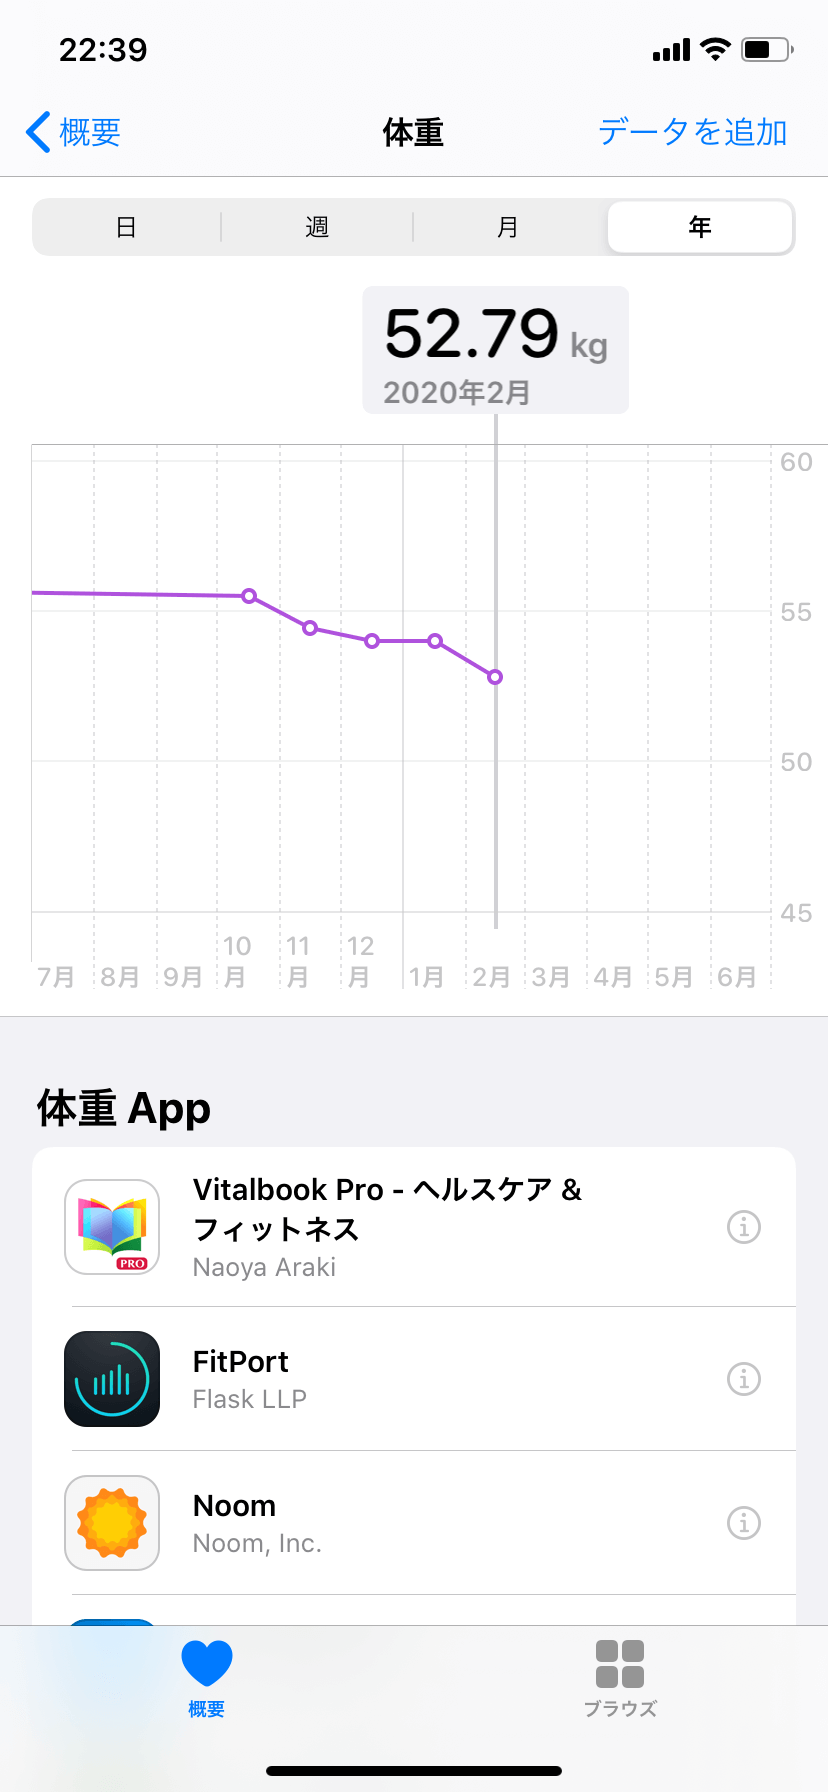 22:39
概要
体重
データを追加
日
週
月
年
52.79 kg
2020年2月
60
55
50
45
7月
8月
9月
10月
11月
12月
1月
2月
3月
4月
5月
6月
体重 App
Vitalbook Pro - ヘルスケア &
フィットネス
Naoya Araki
PRO
FitPort
Flask LLP
Noom
Noom, Inc.
概要
ブラウズ